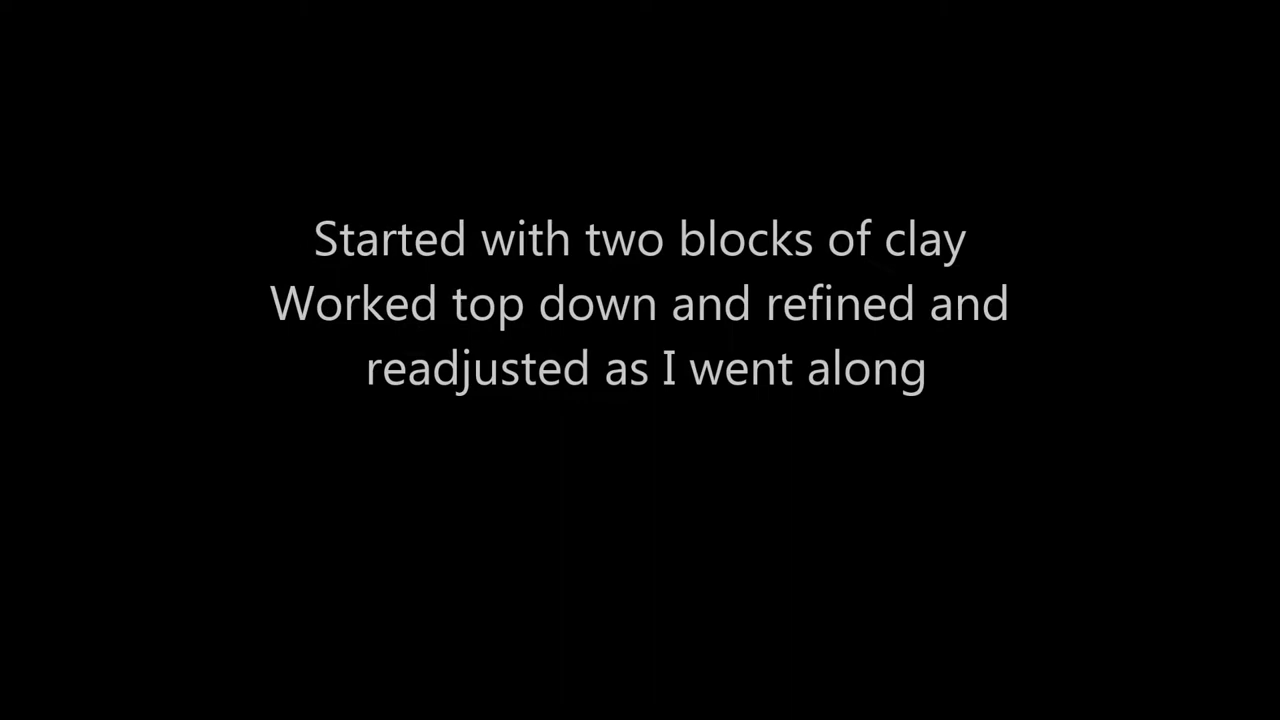 Started with two blocks of clay
Worked top down and refined and
readjusted as I went along